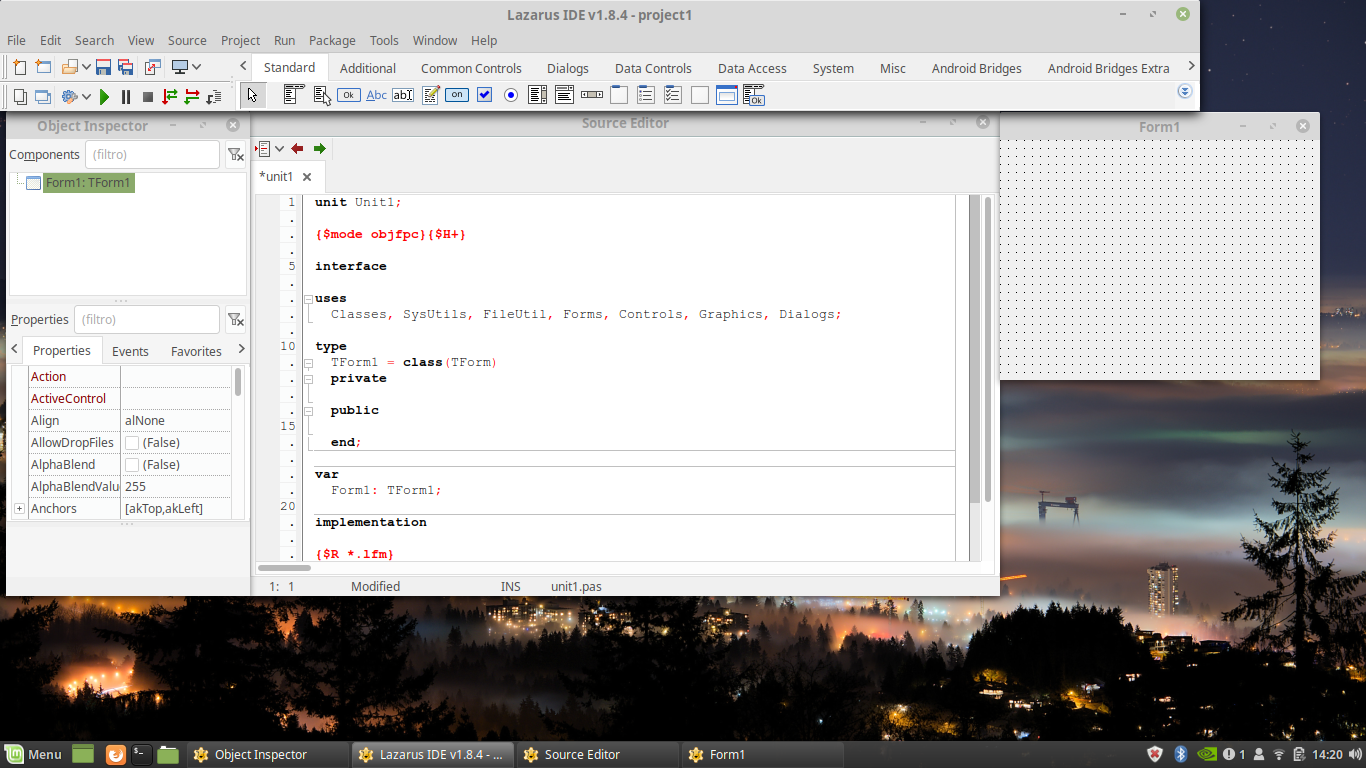 Lazarus IDE v1.8.4 - project1
File Edit Search View Source Project Run Package Tools Window Help
Standard Additional Common Controls Dialogs Data Controls Data Access System Misc Android Bridges Android Bridges Extra
Ok Abc ab on Ok
Object Inspector
Components (filtro)
Form1: TForm1
Properties (filtro)
Properties Events Favorites
Action
ActiveControl
Align alNone
AllowDropFiles (False)
AlphaBlend (False)
AlphaBlendValu 255
Anchors [akTop,akLeft]
Source Editor
*unit1
1 unit Unit1;
.
. {$mode objfpc}{$H+}
.
5 interface
.
. uses
. Classes, SysUtils, FileUtil, Forms, Controls, Graphics, Dialogs;
.
10 type
. TForm1 = class(TForm)
. private
.
. public
15
. end;
.
. var
. Form1: TForm1;
20
. implementation
.
. {$R *.lfm}
1: 1 Modified INS unit1.pas
Form1
Menu Object Inspector Lazarus IDE v1.8.4 - ... Source Editor Form1 1 14:20